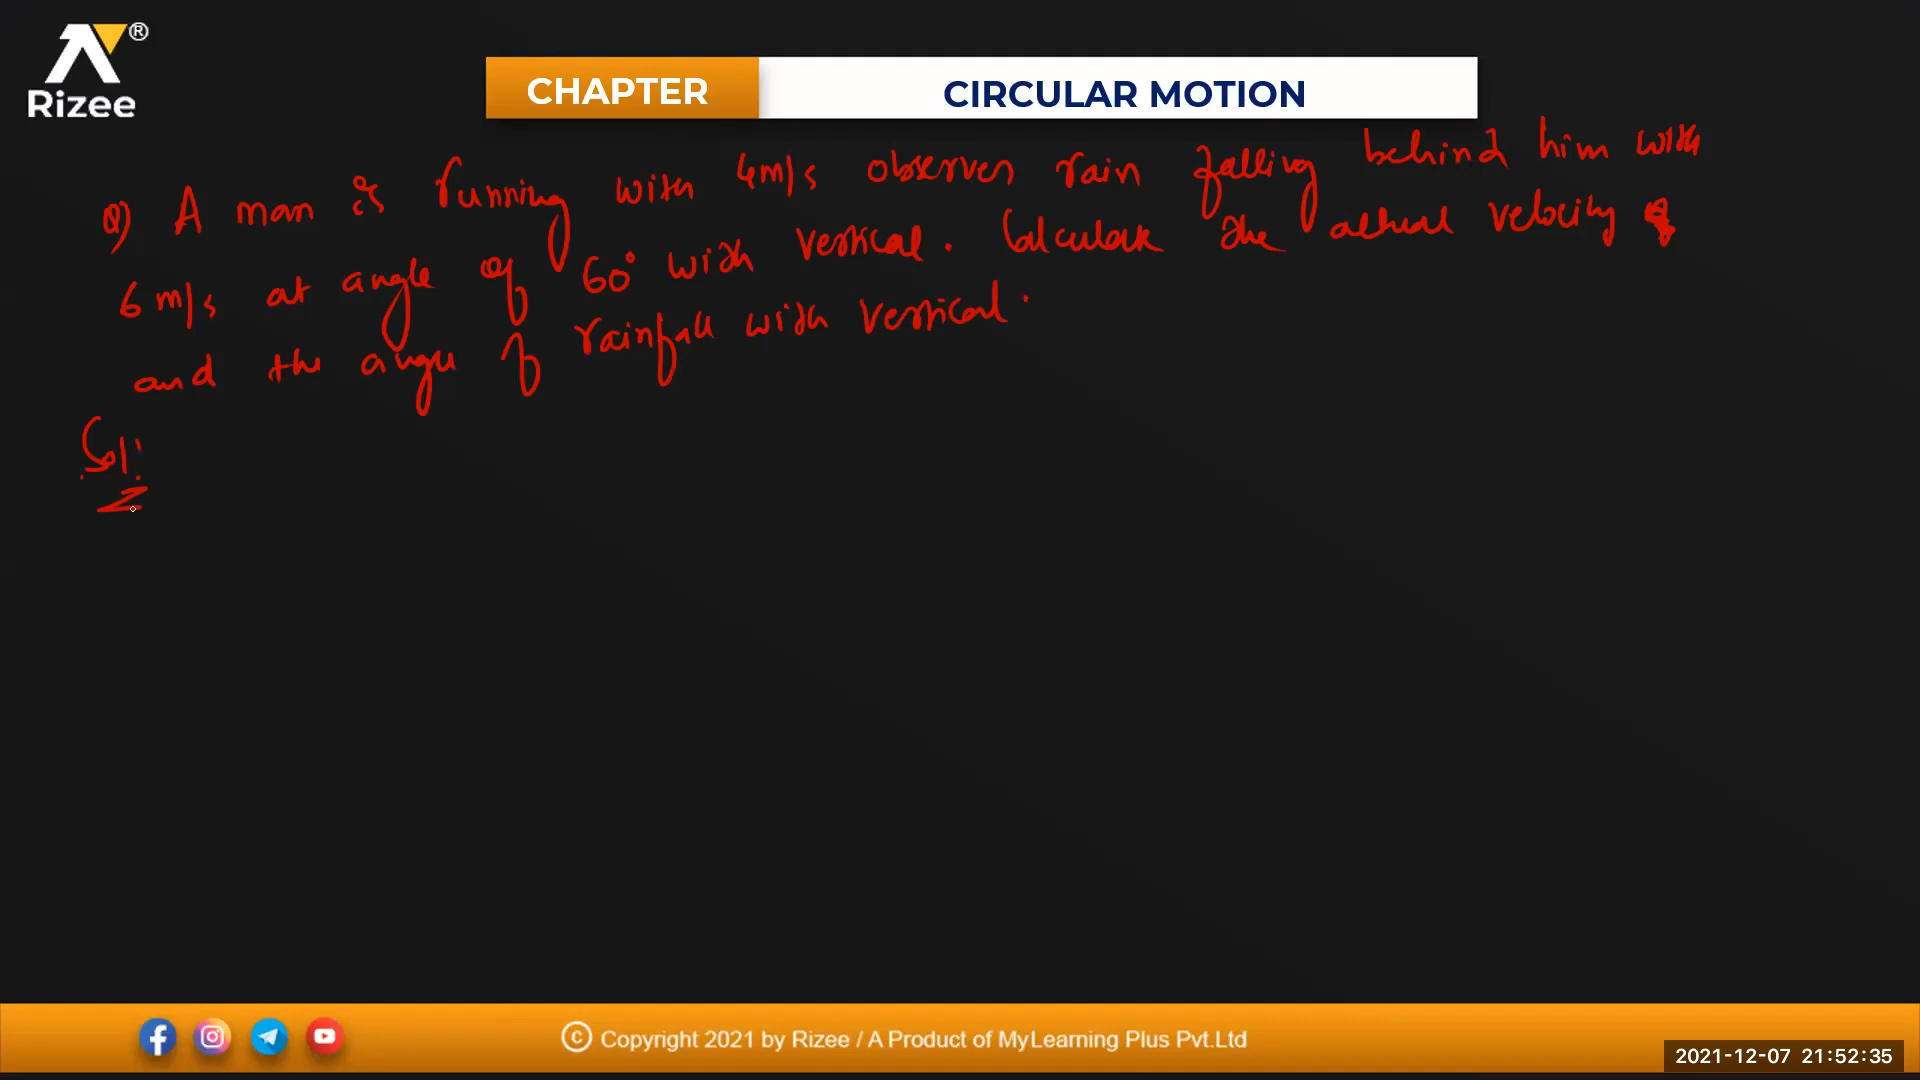 Rizee®
CHAPTER CIRCULAR MOTION
Q) A man is running with 4m/s observes rain falling behind him with
6 m/s at angle of 60° with vertical. Calculate the actual velocity
and the angle of rainfall with vertical.
Sol:
© Copyright 2021 by Rizee / A Product of MyLearning Plus Pvt.Ltd
2021-12-07 21:52:35